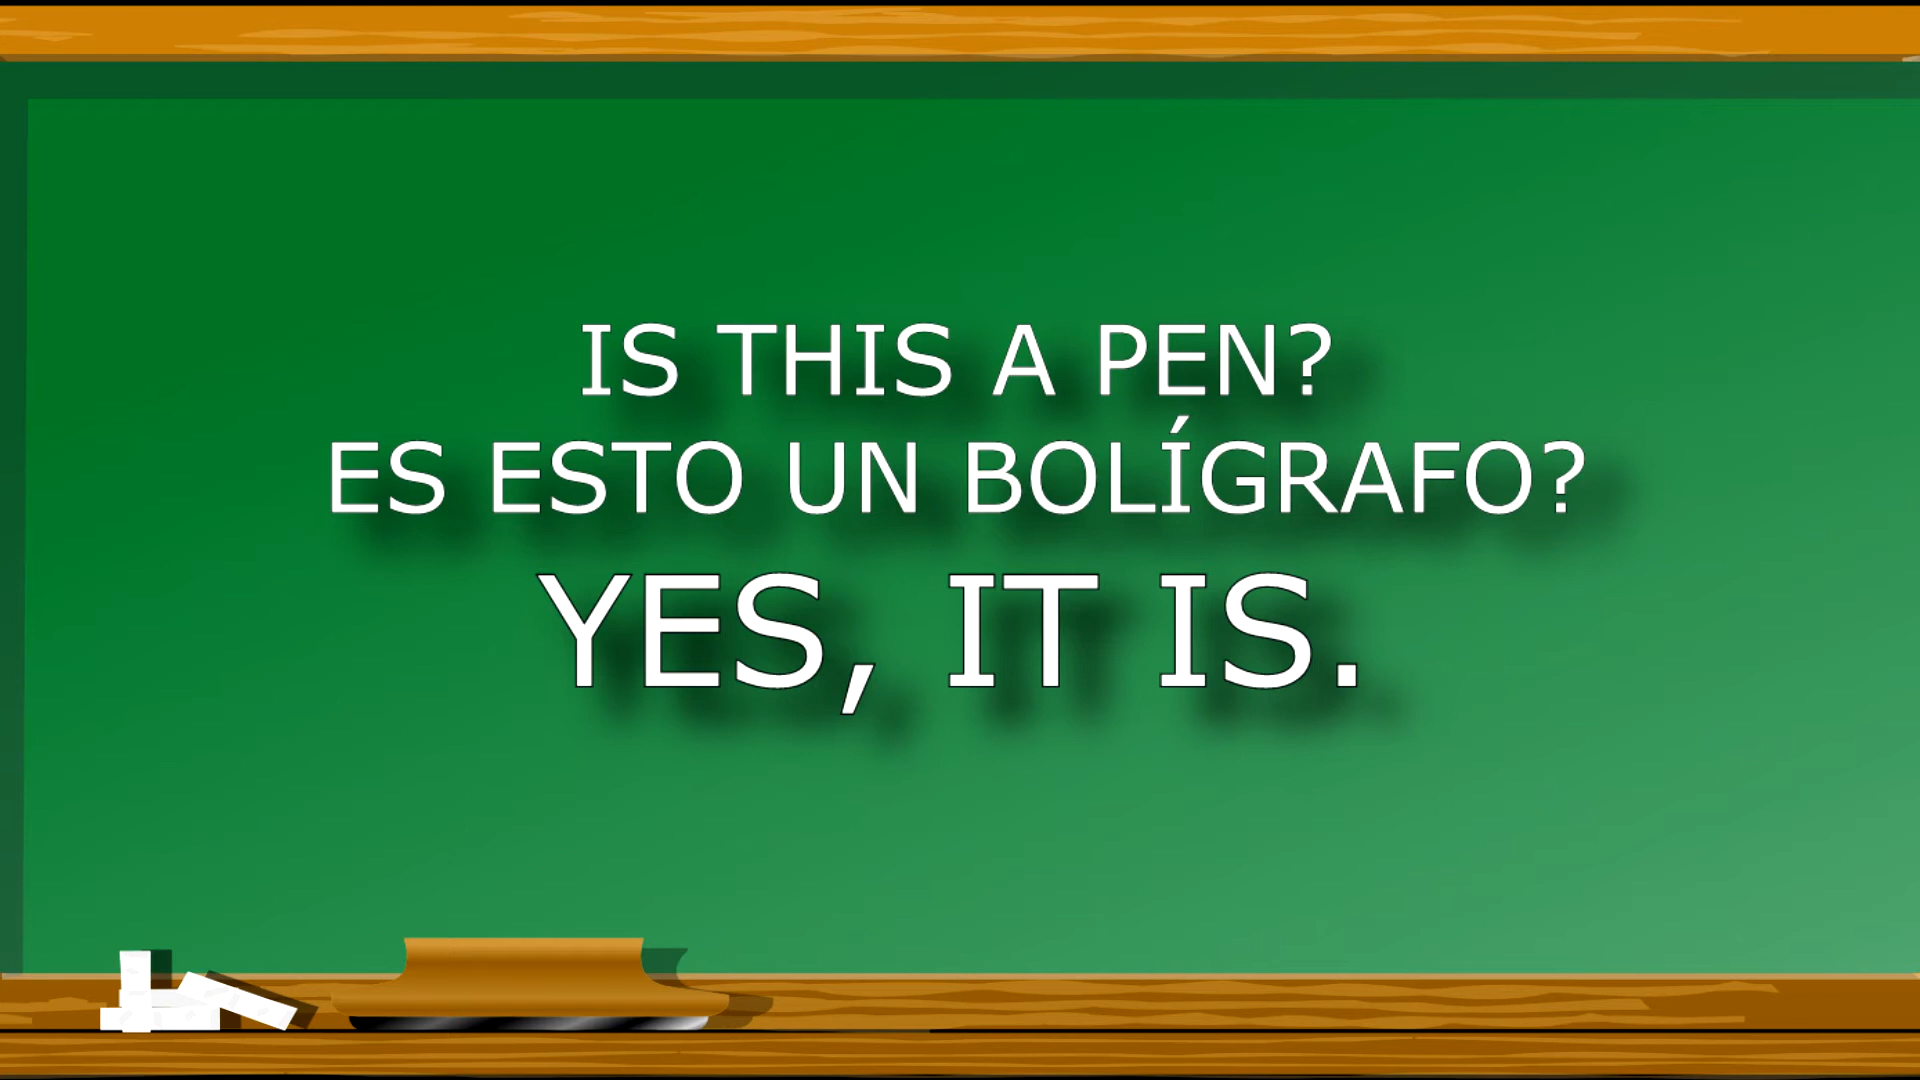 IS THIS A PEN?
ES ESTO UN BOLÍGRAFO?
YES, IT IS.